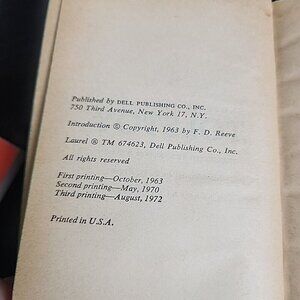 Published by DELL PUBLISHING CO., INC.
750 Third Avenue, New York 17, N.Y.
Introduction © Copyright, 1963 by F. D. Reeve
Laurel ® TM 674623, Dell Publishing Co., Inc.
All rights reserved
First printing—October, 1963
Second printing—May, 1970
Third printing—August, 1972
Printed in U.S.A.